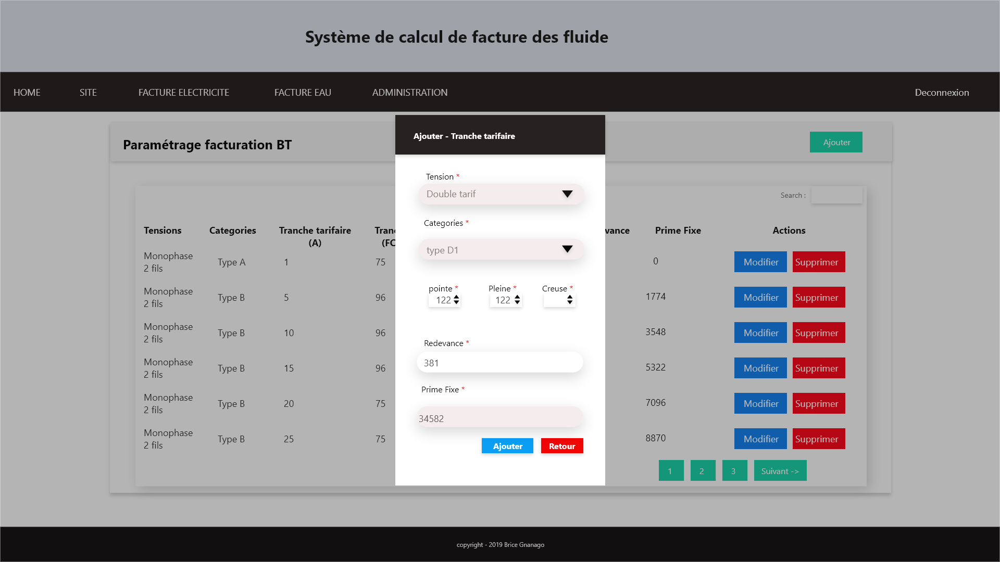 Système de calcul de facture des fluide
HOME SITE FACTURE ELECTRICITE FACTURE EAU ADMINISTRATION Deconnexion
Paramétrage facturation BT
Ajouter
Search :
Tensions Categories Tranche tarifaire (A) Tran (FC vance Prime Fixe Actions
Monophase 2 fils Type A 1 75 0 Modifier Supprimer
Monophase 2 fils Type B 5 96 1774 Modifier Supprimer
Monophase 2 fils Type B 10 96 3548 Modifier Supprimer
Monophase 2 fils Type B 15 96 5322 Modifier Supprimer
Monophase 2 fils Type B 20 75 7096 Modifier Supprimer
Monophase 2 fils Type B 25 75 8870 Modifier Supprimer
1 2 3 Suivant ->
Ajouter - Tranche tarifaire
Tension *
Double tarif
Categories *
type D1
pointe * Pleine * Creuse *
122 122
Redevance *
381
Prime Fixe *
34582
Ajouter Retour
copyright - 2019 Brice Gnanago